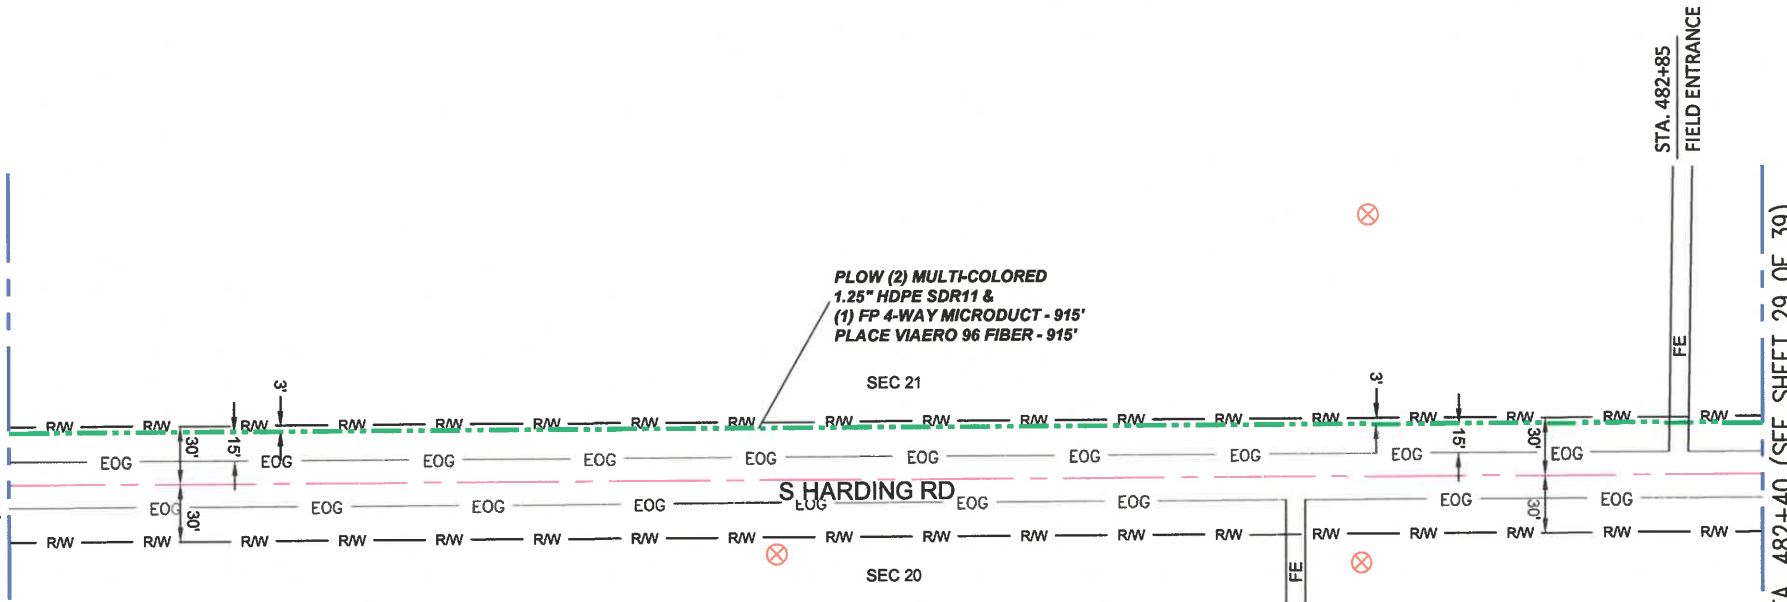 STA. 482+85
FIELD ENTRANCE
PLOW (2) MULTI-COLORED
1.25" HDPE SDR11 &
(1) FP 4-WAY MICRODUCT - 915'
PLACE VIAERO 96 FIBER - 915'
SEC 21
FE
3'
3'
R/W R/W R/W R/W R/W R/W R/W R/W R/W R/W R/W R/W R/W R/W R/W R/W R/W R/W
30'
15'
15'
30'
EOG EOG EOG EOG EOG EOG EOG EOG EOG EOG
S HARDING RD
EOG EOG EOG EOG EOG EOG EOG EOG EOG
30'
30'
R/W R/W R/W R/W R/W R/W R/W R/W R/W R/W R/W R/W R/W R/W R/W R/W R/W
SEC 20
FE
482+40 (SEE SHEET 29 OF 39)